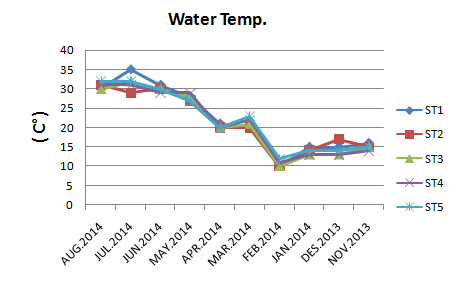 Water Temp.
( C°)
40
35
30
25
20
15
10
5
0
AUG.2014
JUL.2014
JUN.2014
MAY.2014
APR.2014
MAR.2014
FEB.2014
JAN.2014
DES.2013
NOV.2013
ST1
ST2
ST3
ST4
ST5